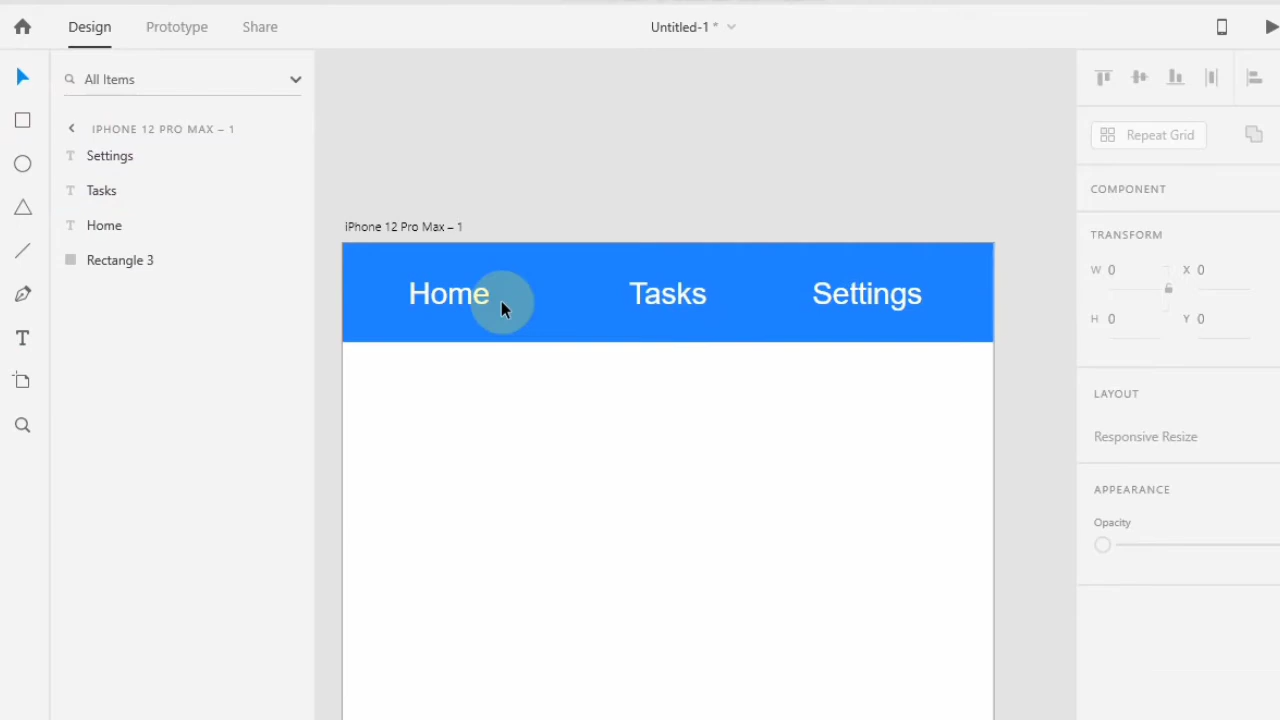 Design Prototype Share Untitled-1 *
All Items
IPHONE 12 PRO MAX – 1
T Settings
T Tasks
T Home
Rectangle 3
T
iPhone 12 Pro Max – 1
Home Tasks Settings
Repeat Grid
COMPONENT
TRANSFORM
W 0 X 0
H 0 Y 0
LAYOUT
Responsive Resize
APPEARANCE
Opacity